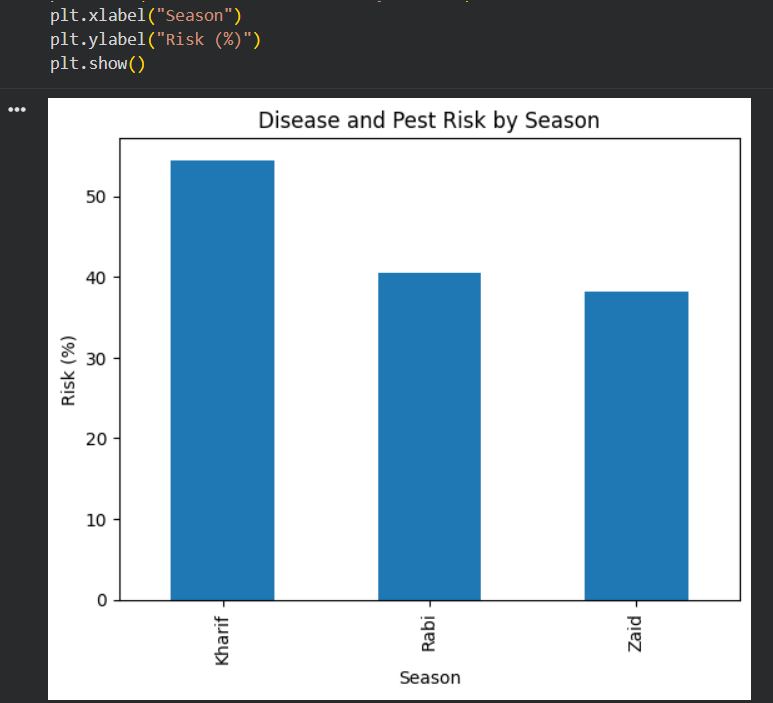 plt.xlabel("Season")
plt.ylabel("Risk (%)")
plt.show()
Disease and Pest Risk by Season
50
40
30
20
10
0
Risk (%)
Kharif
Rabi
Zaid
Season